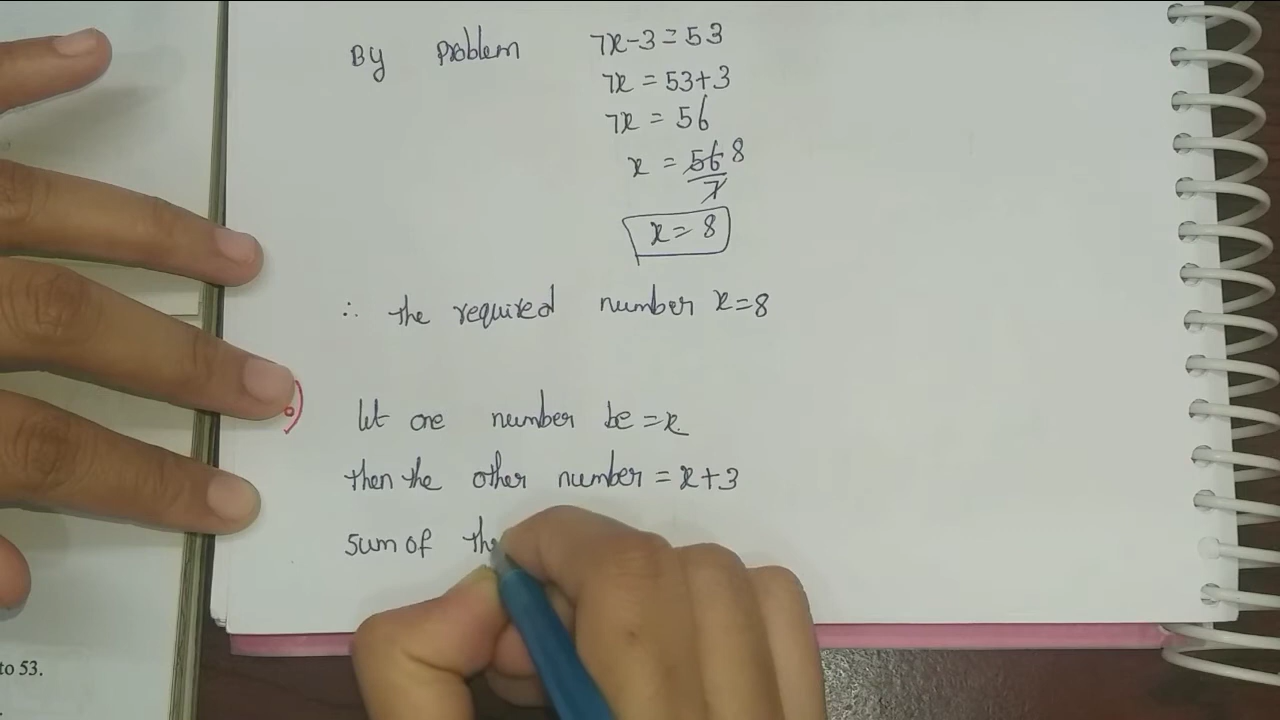 By Problem 7x-3=53
7x = 53+3
7x = 56
x = 56/7 8
x = 8
∴ the required number x=8
let one number be = x
then the other number = x+3
sum of the
to 53.